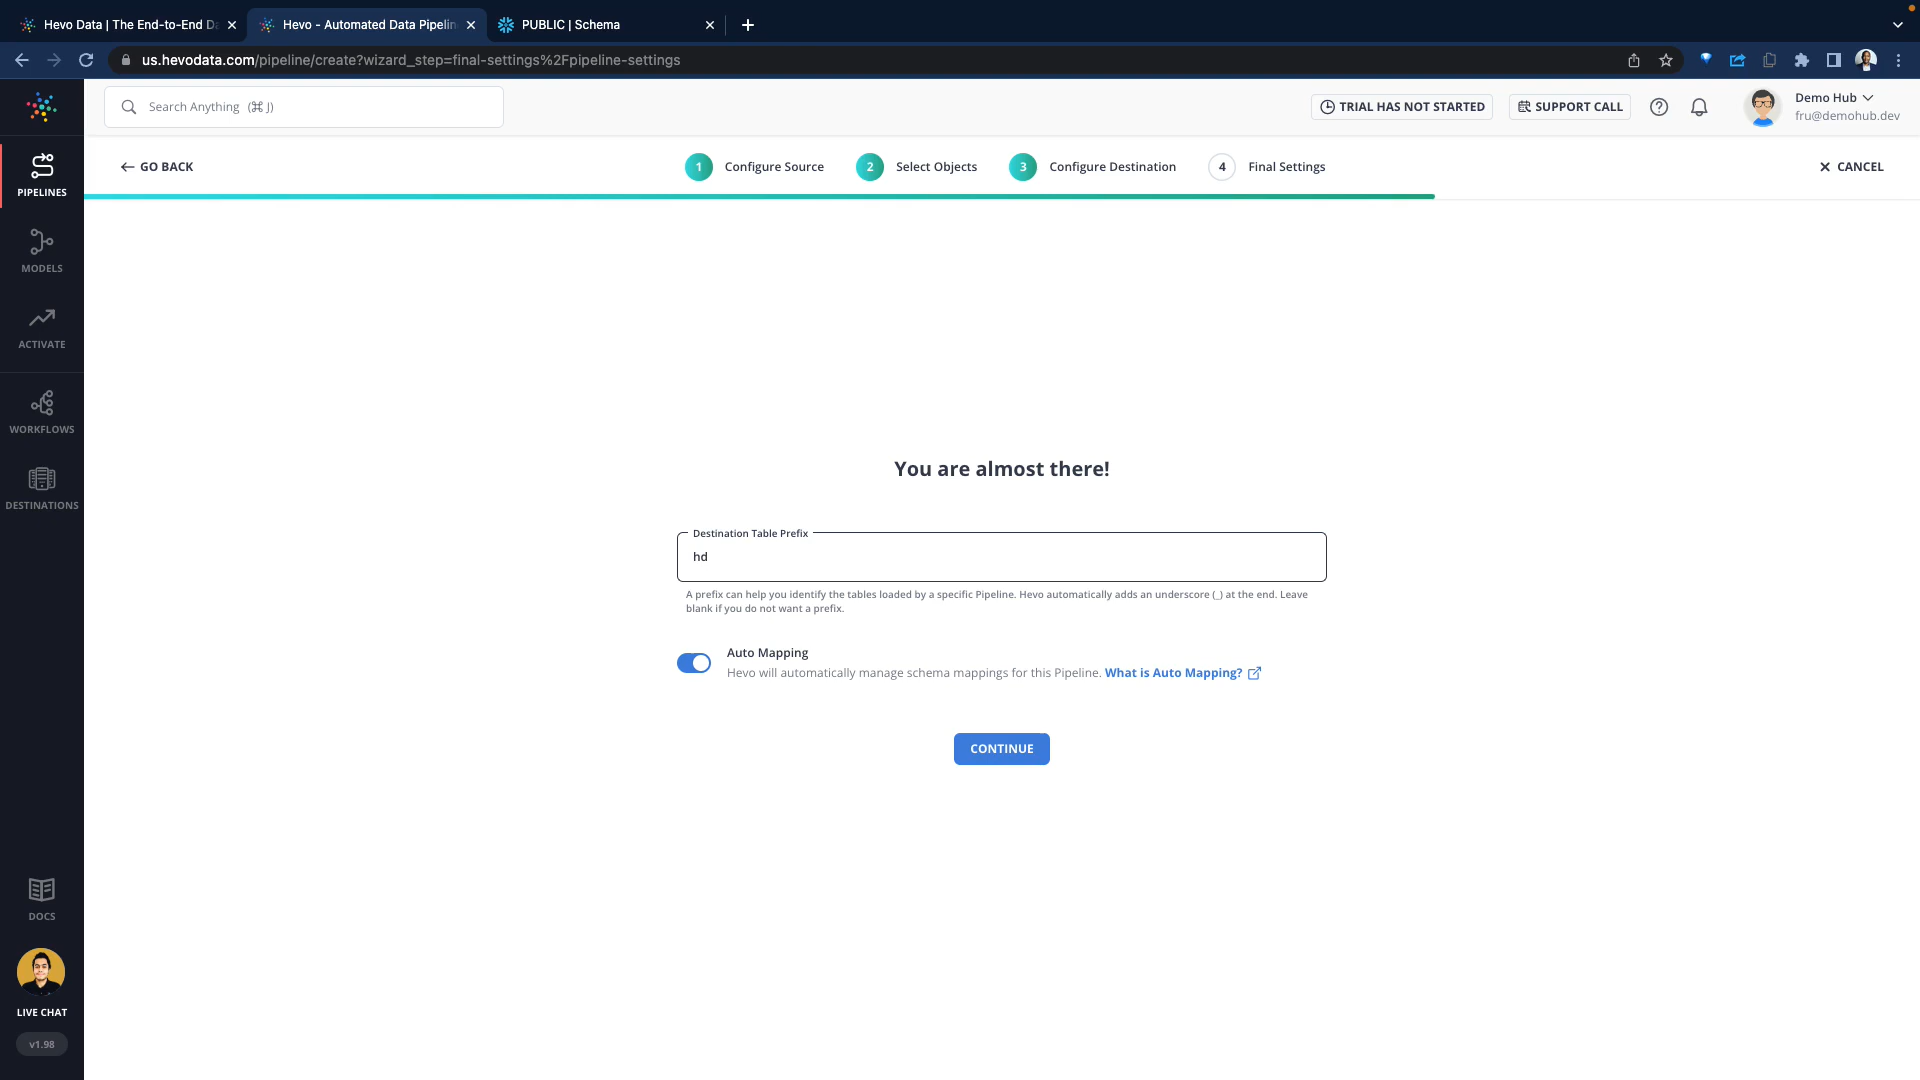 Hevo Data | The End-to-End Da
Hevo - Automated Data Pipelin
PUBLIC | Schema
us.hevodata.com/pipeline/create?wizard_step=final-settings%2Fpipeline-settings
Search Anything (⌘ J)
TRIAL HAS NOT STARTED
SUPPORT CALL
Demo Hub
fru@demohub.dev
GO BACK
1 Configure Source
2 Select Objects
3 Configure Destination
4 Final Settings
CANCEL
PIPELINES
MODELS
ACTIVATE
WORKFLOWS
DESTINATIONS
You are almost there!
Destination Table Prefix
hd
A prefix can help you identify the tables loaded by a specific Pipeline. Hevo automatically adds an underscore (_) at the end. Leave
blank if you do not want a prefix.
Auto Mapping
Hevo will automatically manage schema mappings for this Pipeline. What is Auto Mapping?
CONTINUE
DOCS
LIVE CHAT
v1.98